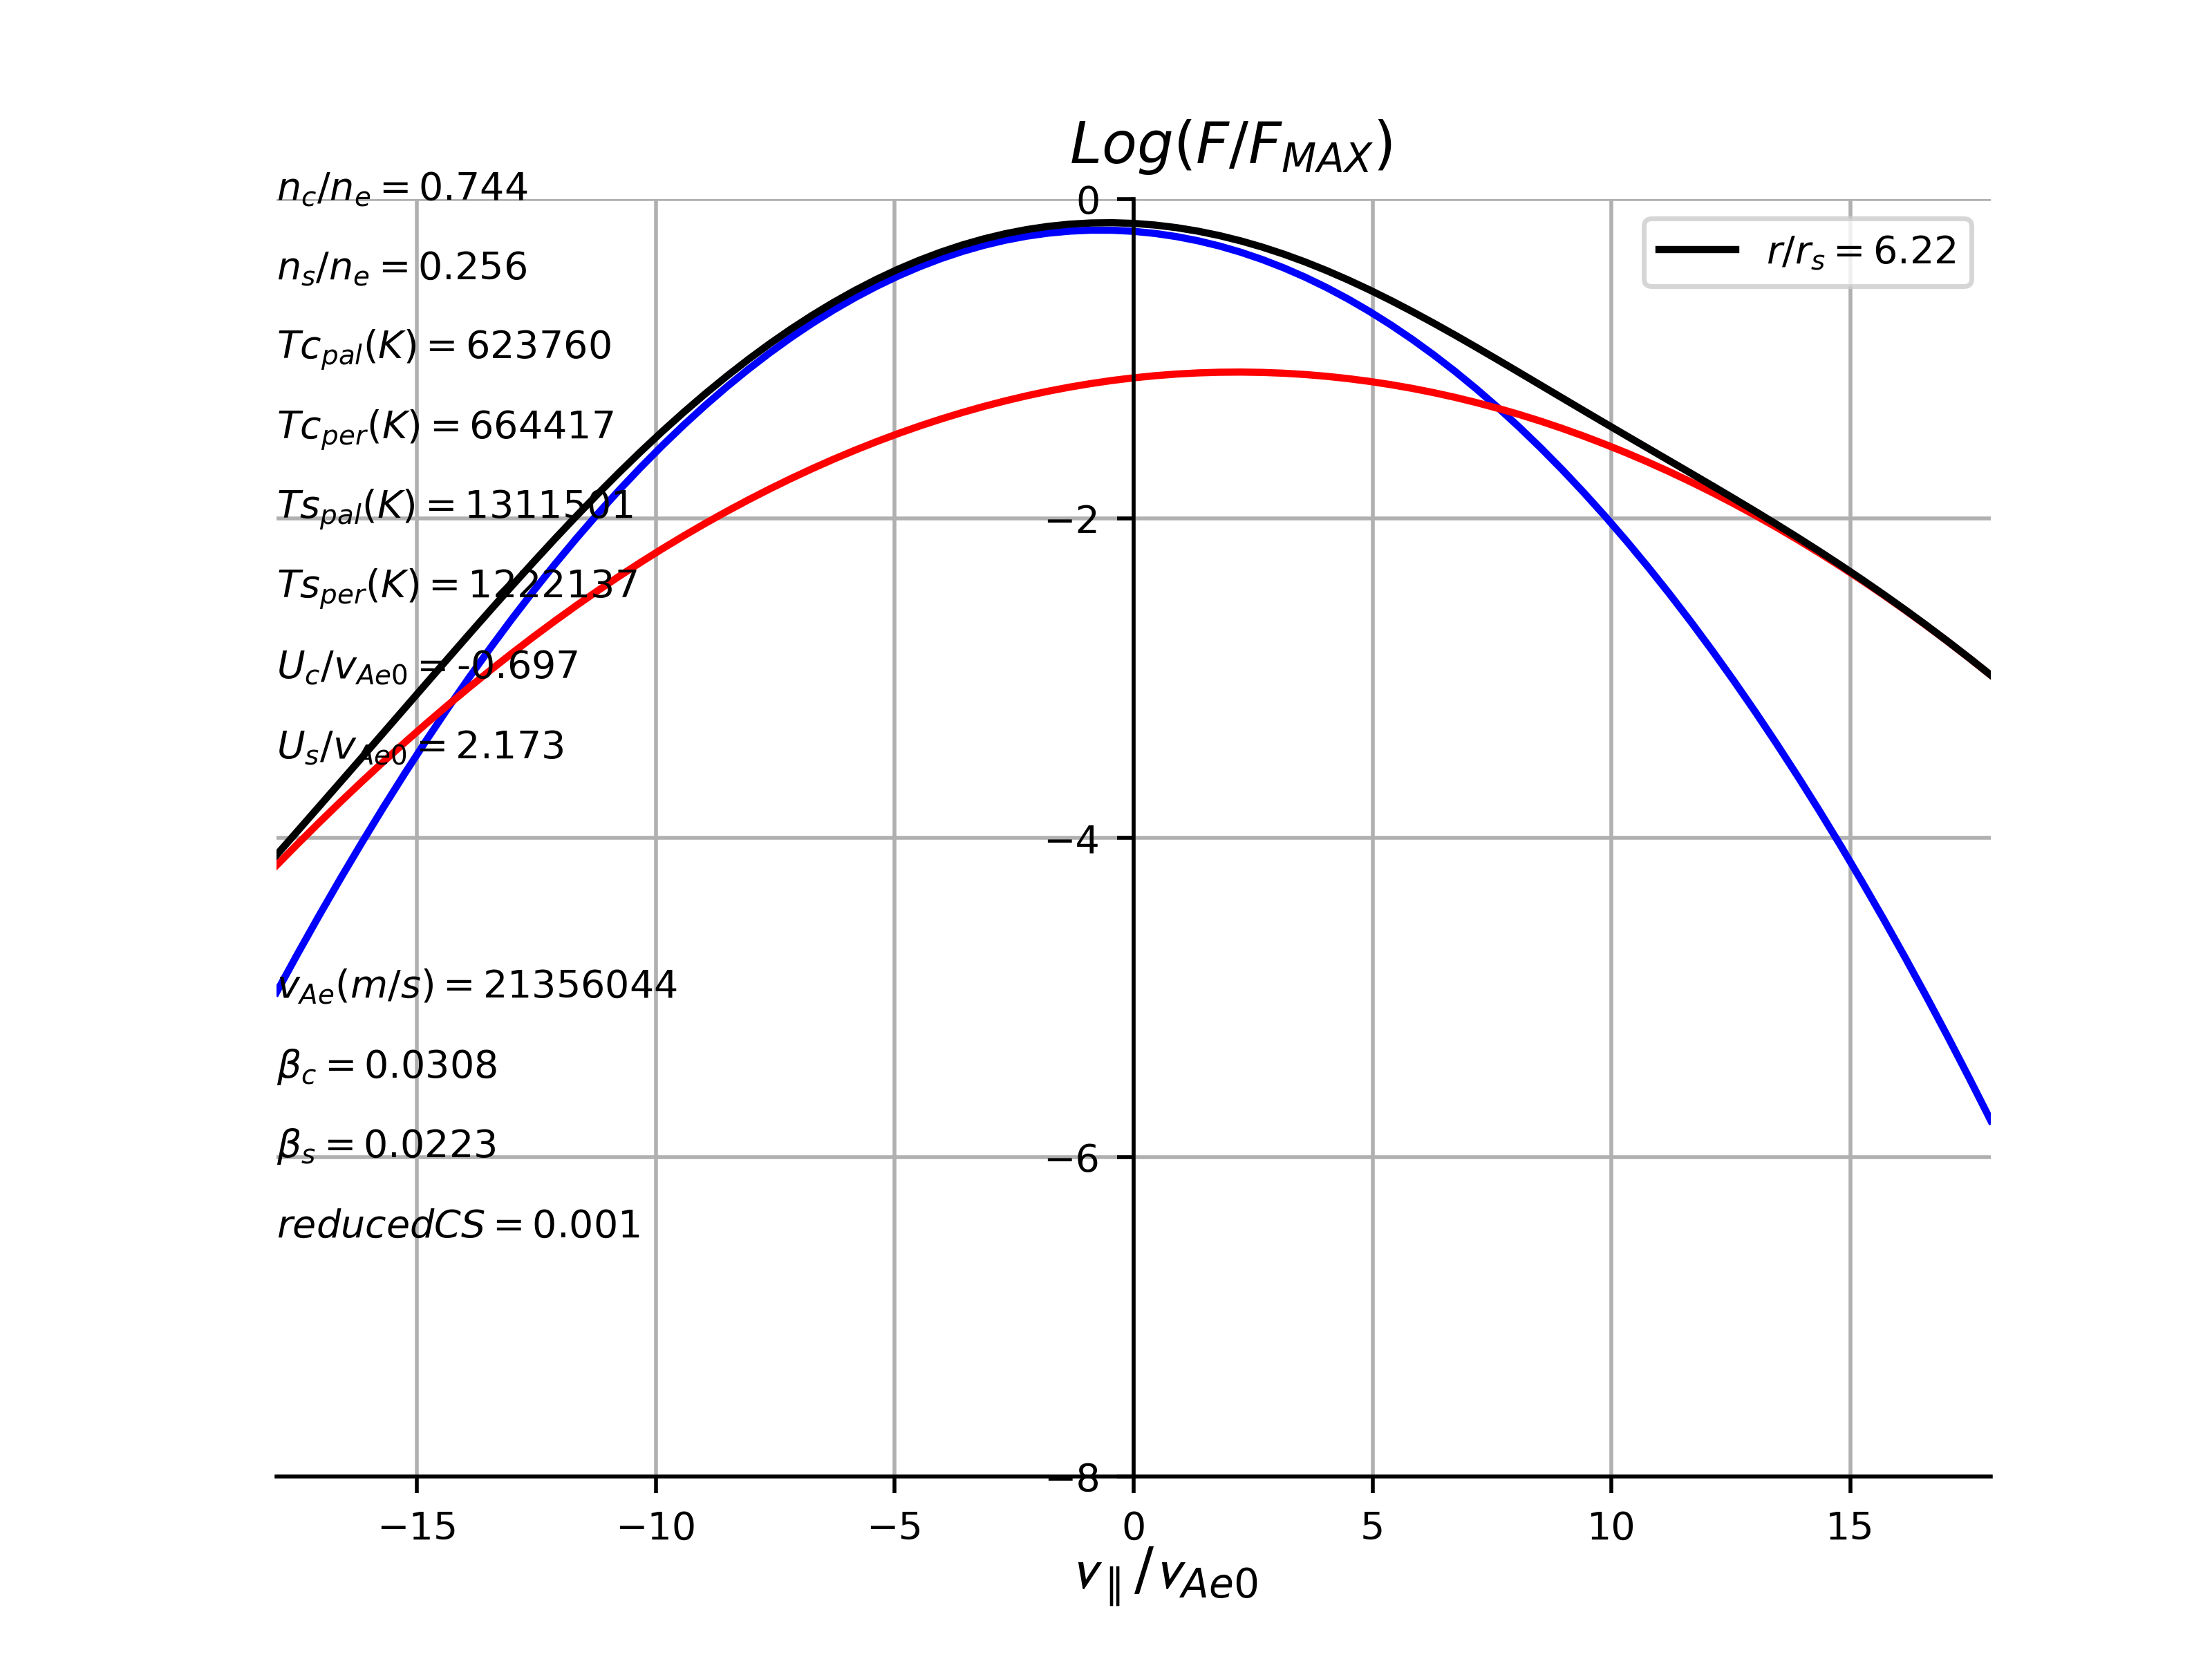 Log(F/F_MAX)
n_c/n_e = 0.744
n_s/n_e = 0.256
Tc_pal(K) = 623760
Tc_per(K) = 664417
Ts_pal(K) = 1311501
Ts_per(K) = 1222137
U_c/v_Ae0 = -0.697
U_s/v_Ae0 = 2.173
v_Ae(m/s) = 21356044
β_c = 0.0308
β_s = 0.0223
reducedCS = 0.001
r/r_s = 6.22
0
−2
−4
−6
−8
−15 −10 −5 0 5 10 15
v_∥/v_Ae0